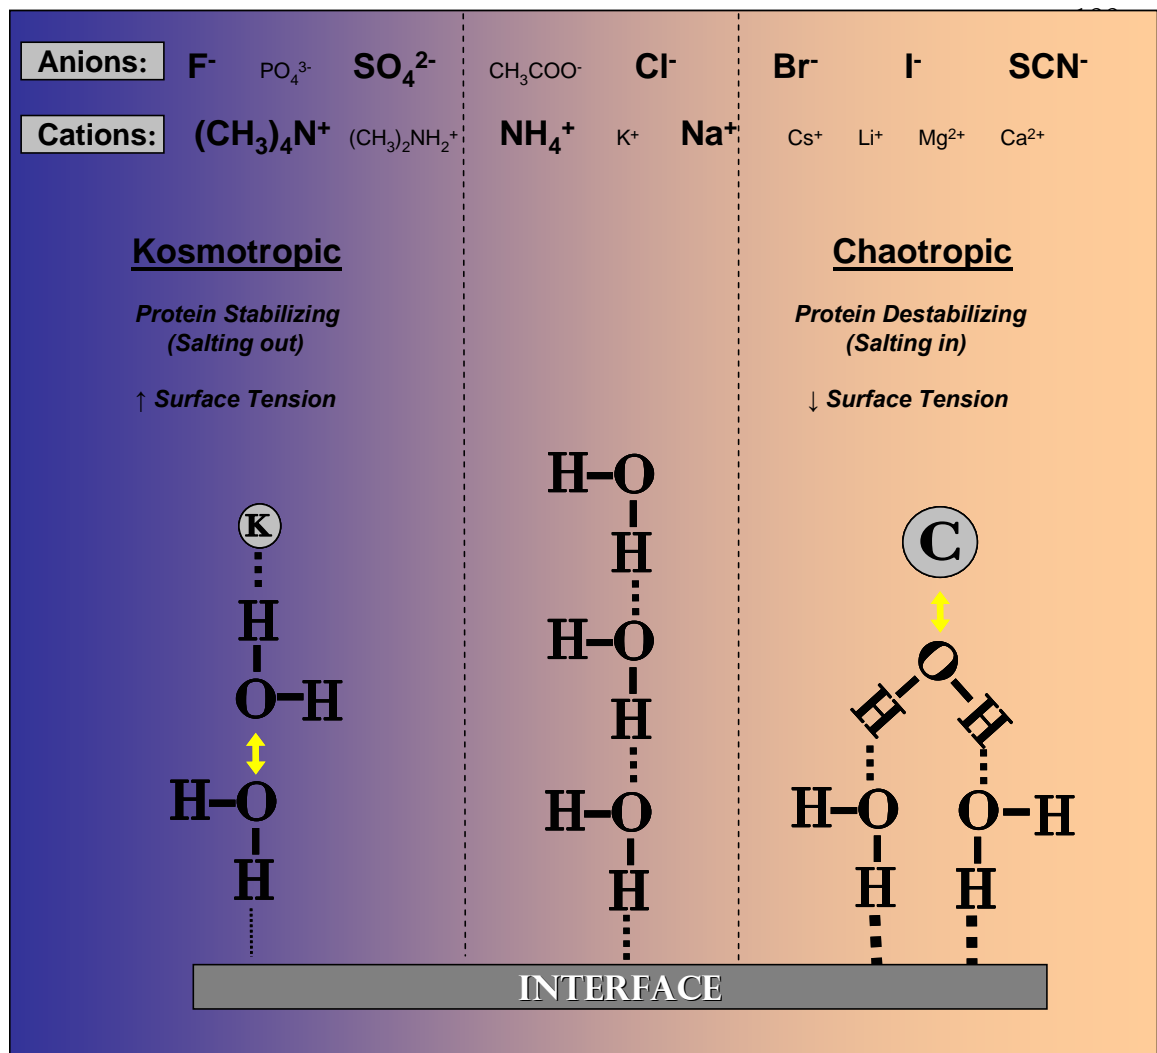 Anions: F⁻ PO₄³⁻ SO₄²⁻ CH₃COO⁻ Cl⁻ Br⁻ I⁻ SCN⁻
Cations: (CH₃)₄N⁺ (CH₃)₂NH₂⁺ NH₄⁺ K⁺ Na⁺ Cs⁺ Li⁺ Mg²⁺ Ca²⁺
Kosmotropic
Protein Stabilizing
(Salting out)
↑ Surface Tension
Chaotropic
Protein Destabilizing
(Salting in)
↓ Surface Tension
K
H
O H
H O
H
H O
H
H O
H
H O
H
C
O
H H
H O O H
H H
INTERFACE